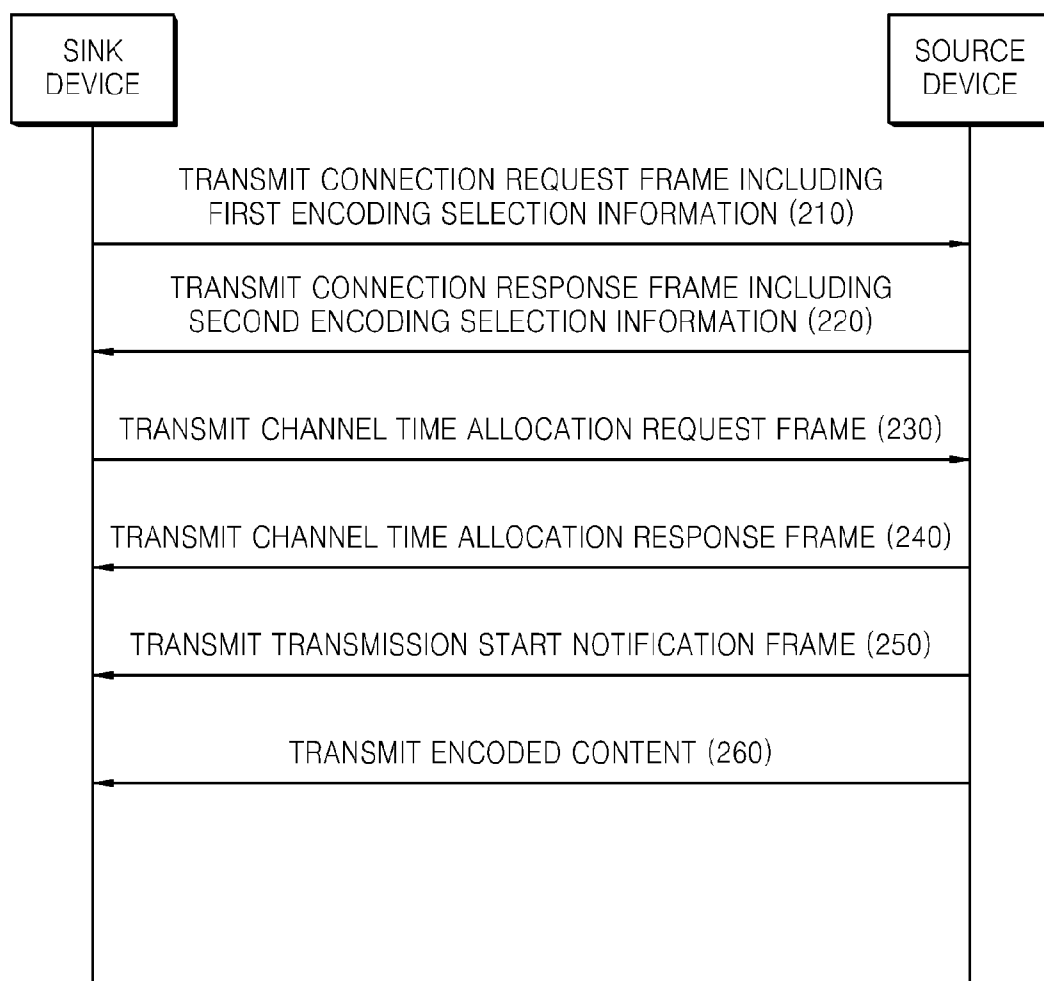 SINK
DEVICE
SOURCE
DEVICE
TRANSMIT CONNECTION REQUEST FRAME INCLUDING
FIRST ENCODING SELECTION INFORMATION (210)
TRANSMIT CONNECTION RESPONSE FRAME INCLUDING
SECOND ENCODING SELECTION INFORMATION (220)
TRANSMIT CHANNEL TIME ALLOCATION REQUEST FRAME (230)
TRANSMIT CHANNEL TIME ALLOCATION RESPONSE FRAME (240)
TRANSMIT TRANSMISSION START NOTIFICATION FRAME (250)
TRANSMIT ENCODED CONTENT (260)